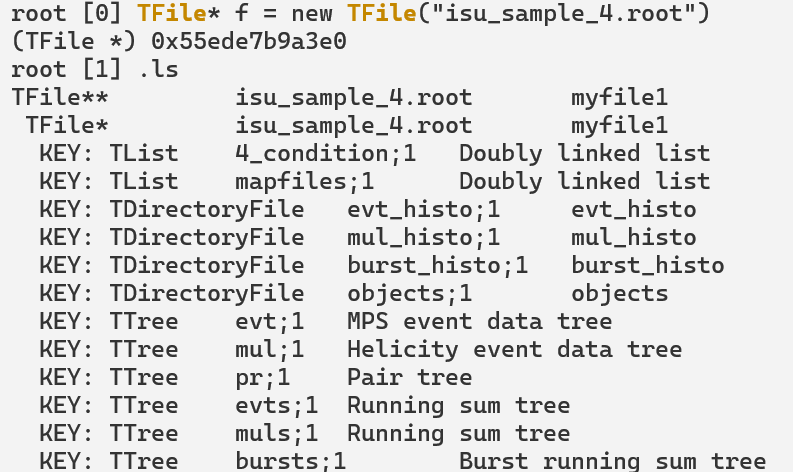 root [0] TFile* f = new TFile("isu_sample_4.root")
(TFile *) 0x55ede7b9a3e0
root [1] .ls
TFile**         isu_sample_4.root       myfile1
 TFile*         isu_sample_4.root       myfile1
  KEY: TList    4_condition;1   Doubly linked list
  KEY: TList    mapfiles;1      Doubly linked list
  KEY: TDirectoryFile   evt_histo;1     evt_histo
  KEY: TDirectoryFile   mul_histo;1     mul_histo
  KEY: TDirectoryFile   burst_histo;1   burst_histo
  KEY: TDirectoryFile   objects;1       objects
  KEY: TTree    evt;1   MPS event data tree
  KEY: TTree    mul;1   Helicity event data tree
  KEY: TTree    pr;1    Pair tree
  KEY: TTree    evts;1  Running sum tree
  KEY: TTree    muls;1  Running sum tree
  KEY: TTree    bursts;1        Burst running sum tree